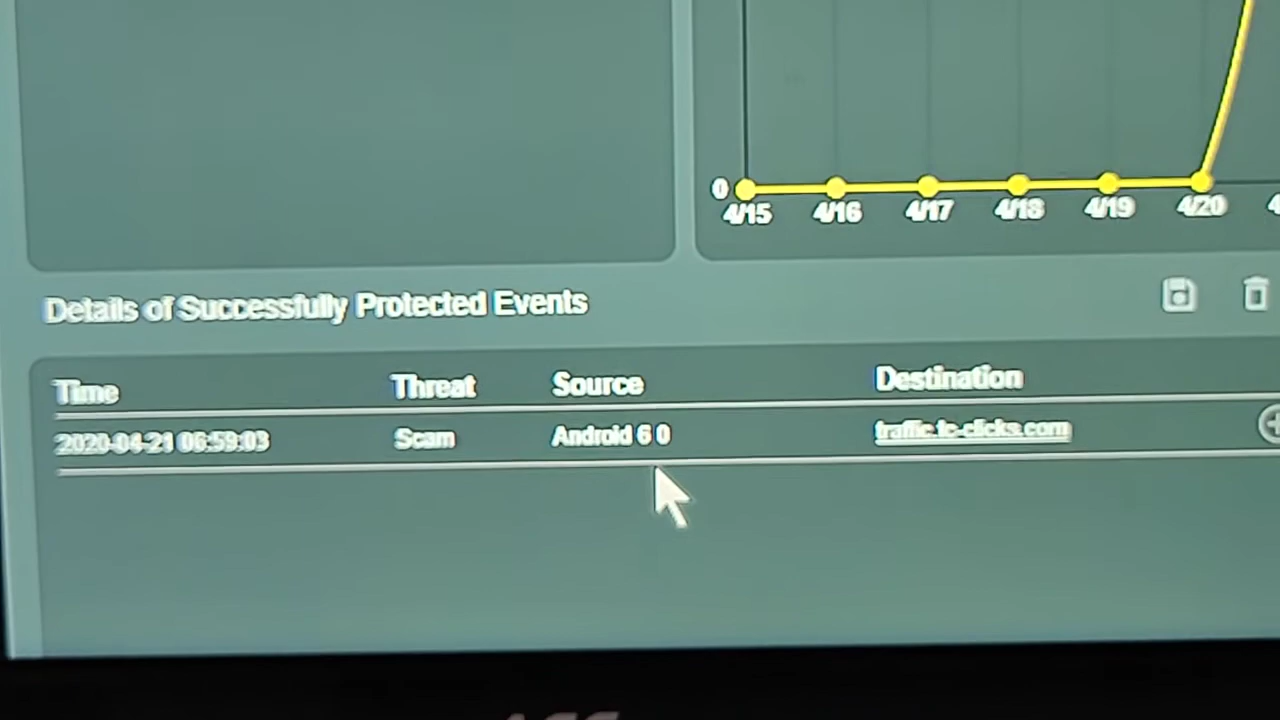 0
4/15 4/16 4/17 4/18 4/19 4/20
Details of Successfully Protected Events
Time Threat Source Destination
2020-04-21 06:59:03 Scam Android 6 0 traffic.tc-clicks.com